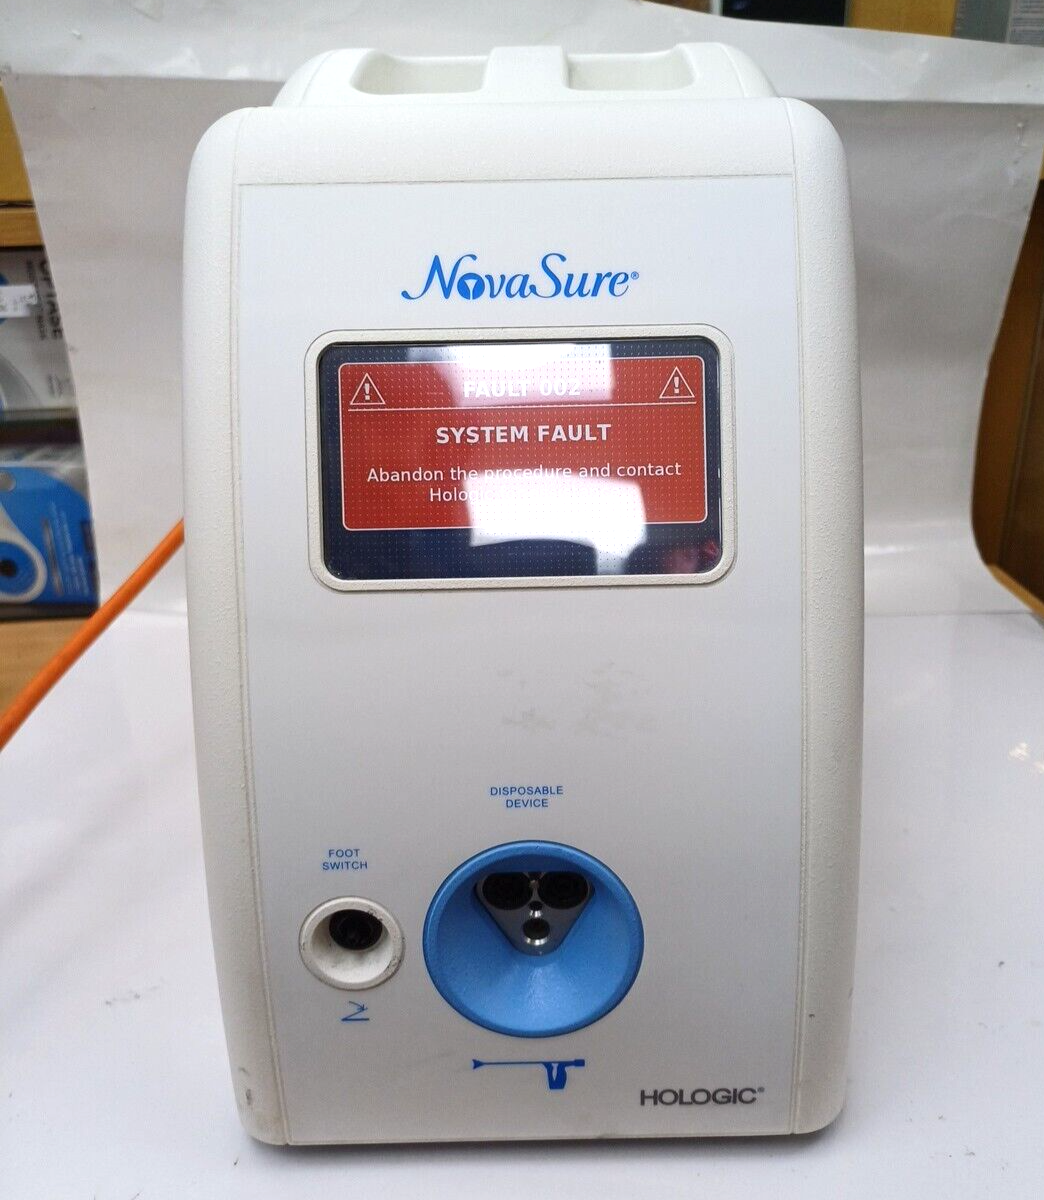 NovaSure®
FAULT 002
SYSTEM FAULT
Abandon the procedure and contact
DISPOSABLE
DEVICE
FOOT
SWITCH
HOLOGIC®